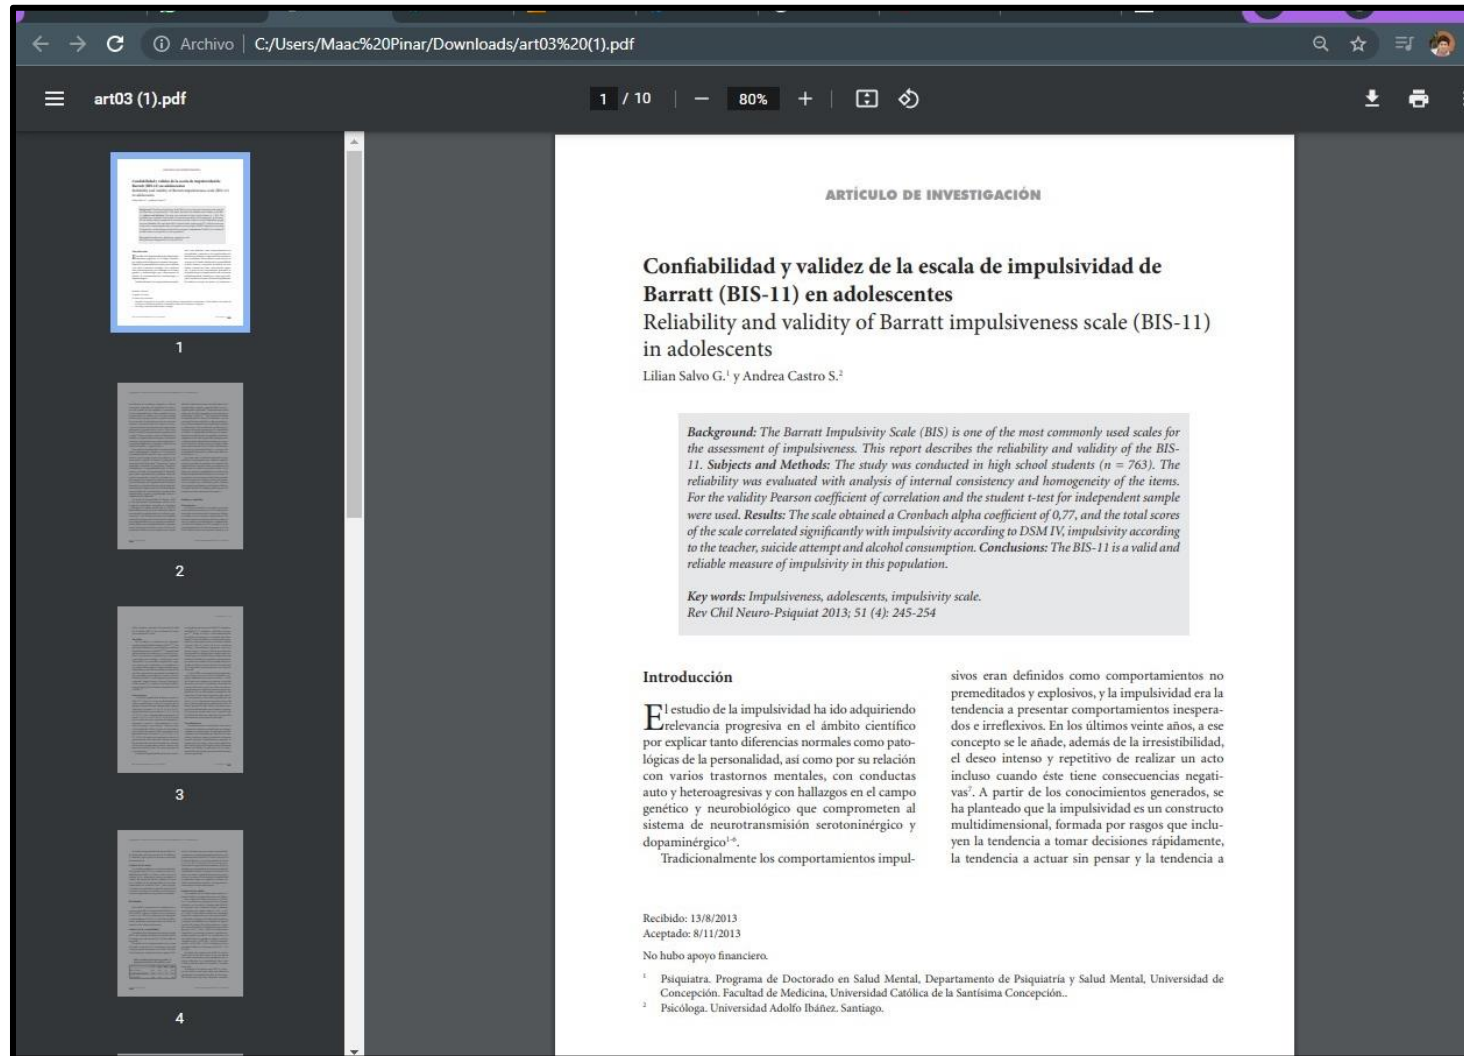 Archivo
C:/Users/Maac%20Pinar/Downloads/art03%20(1).pdf
art03 (1).pdf
1 / 10
80%
1
2
3
4
ARTÍCULO DE INVESTIGACIÓN
Confiabilidad y validez de la escala de impulsividad de
Barratt (BIS-11) en adolescentes
Reliability and validity of Barratt impulsiveness scale (BIS-11)
in adolescents
Lilian Salvo G.¹ y Andrea Castro S.²
Background: The Barratt Impulsivity Scale (BIS) is one of the most commonly used scales for
the assessment of impulsiveness. This report describes the reliability and validity of the BIS-
11. Subjects and Methods: The study was conducted in high school students (n = 763). The
reliability was evaluated with analysis of internal consistency and homogeneity of the items.
For the validity Pearson coefficient of correlation and the student t-test for independent sample
were used. Results: The scale obtained a Cronbach alpha coefficient of 0,77, and the total scores
of the scale correlated significantly with impulsivity according to DSM IV, impulsivity according
to the teacher, suicide attempt and alcohol consumption. Conclusions: The BIS-11 is a valid and
reliable measure of impulsivity in this population.
Key words: Impulsiveness, adolescents, impulsivity scale.
Rev Chil Neuro-Psiquiat 2013; 51 (4): 245-254
Introducción
El estudio de la impulsividad ha ido adquiriendo
relevancia progresiva en el ámbito científico
por explicar tanto diferencias normales como pato-
lógicas de la personalidad, así como por su relación
con varios trastornos mentales, con conductas
auto y heteroagresivas y con hallazgos en el campo
genético y neurobiológico que comprometen al
sistema de neurotransmisión serotoninérgico y
dopaminérgico¹⁻⁶.
Tradicionalmente los comportamientos impul-
sivos eran definidos como comportamientos no
premeditados y explosivos, y la impulsividad era la
tendencia a presentar comportamientos inespera-
dos e irreflexivos. En los últimos veinte años, a ese
concepto se le añade, además de la irresistibilidad,
el deseo intenso y repetitivo de realizar un acto
incluso cuando éste tiene consecuencias negati-
vas⁷. A partir de los conocimientos generados, se
ha planteado que la impulsividad es un constructo
multidimensional, formada por rasgos que inclu-
yen la tendencia a tomar decisiones rápidamente,
la tendencia a actuar sin pensar y la tendencia a
Recibido: 13/8/2013
Aceptado: 8/11/2013
No hubo apoyo financiero.
¹ Psiquiatra. Programa de Doctorado en Salud Mental, Departamento de Psiquiatría y Salud Mental, Universidad de
Concepción. Facultad de Medicina, Universidad Católica de la Santísima Concepción..
² Psicóloga. Universidad Adolfo Ibáñez. Santiago.